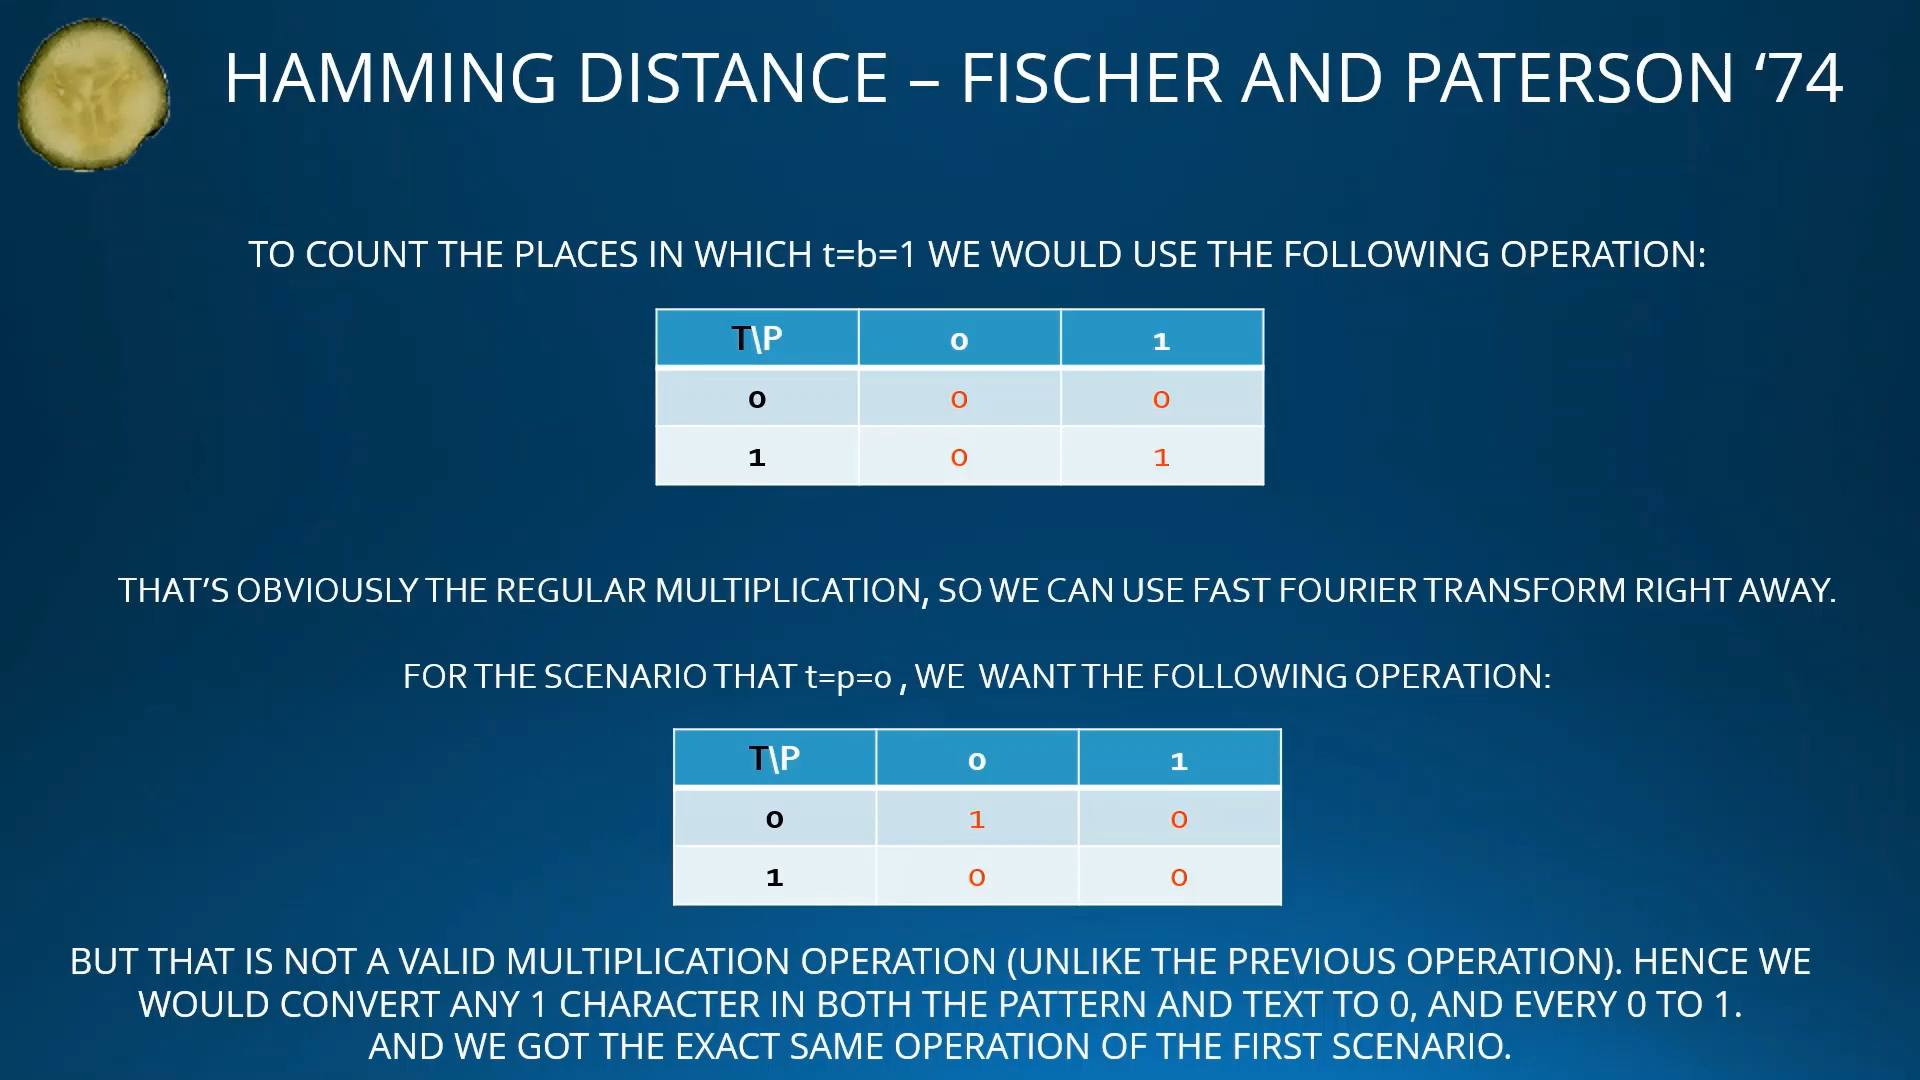 HAMMING DISTANCE – FISCHER AND PATERSON ‘74
TO COUNT THE PLACES IN WHICH t=b=1 WE WOULD USE THE FOLLOWING OPERATION:
T\P 0 1
0 0 0
1 0 1
THAT’S OBVIOUSLY THE REGULAR MULTIPLICATION, SO WE CAN USE FAST FOURIER TRANSFORM RIGHT AWAY.
FOR THE SCENARIO THAT t=p=0 , WE WANT THE FOLLOWING OPERATION:
T\P 0 1
0 1 0
1 0 0
BUT THAT IS NOT A VALID MULTIPLICATION OPERATION (UNLIKE THE PREVIOUS OPERATION). HENCE WE
WOULD CONVERT ANY 1 CHARACTER IN BOTH THE PATTERN AND TEXT TO 0, AND EVERY 0 TO 1.
AND WE GOT THE EXACT SAME OPERATION OF THE FIRST SCENARIO.